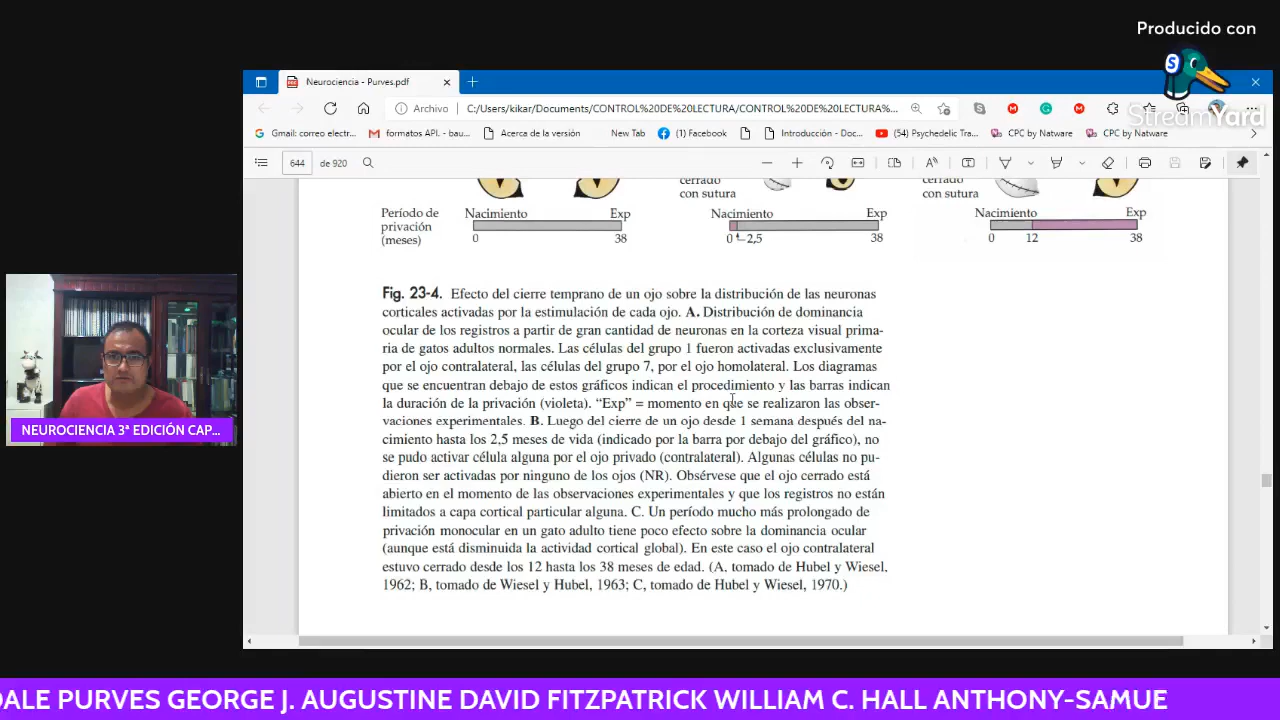 Producido con
StreamYard
Neurociencia - Purves.pdf
Archivo
C:/Users/kikar/Documents/CONTROL%20DE%20LECTURA/CONTROL%20DE%20LECTURA%...
Gmail: correo electr...
formatos API. - bau...
Acerca de la versión
New Tab
(1) Facebook
Introducción - Doc...
(54) Psychedelic Tra...
CPC by Natware
CPC by Natware
644 de 920
cerrado
con sutura
cerrado
con sutura
Período de
privación
(meses)
Nacimiento Exp
0 38
Nacimiento Exp
0 2,5 38
Nacimiento Exp
0 12 38
Fig. 23-4. Efecto del cierre temprano de un ojo sobre la distribución de las neuronas
corticales activadas por la estimulación de cada ojo. A. Distribución de dominancia
ocular de los registros a partir de gran cantidad de neuronas en la corteza visual prima-
ria de gatos adultos normales. Las células del grupo 1 fueron activadas exclusivamente
por el ojo contralateral, las células del grupo 7, por el ojo homolateral. Los diagramas
que se encuentran debajo de estos gráficos indican el procedimiento y las barras indican
la duración de la privación (violeta). “Exp” = momento en que se realizaron las obser-
vaciones experimentales. B. Luego del cierre de un ojo desde 1 semana después del na-
cimiento hasta los 2,5 meses de vida (indicado por la barra por debajo del gráfico), no
se pudo activar célula alguna por el ojo privado (contralateral). Algunas células no pu-
dieron ser activadas por ninguno de los ojos (NR). Obsérvese que el ojo cerrado está
abierto en el momento de las observaciones experimentales y que los registros no están
limitados a capa cortical particular alguna. C. Un período mucho más prolongado de
privación monocular en un gato adulto tiene poco efecto sobre la dominancia ocular
(aunque está disminuida la actividad cortical global). En este caso el ojo contralateral
estuvo cerrado desde los 12 hasta los 38 meses de edad. (A, tomado de Hubel y Wiesel,
1962; B, tomado de Wiesel y Hubel, 1963; C, tomado de Hubel y Wiesel, 1970.)
NEUROCIENCIA 3ª EDICIÓN CAP...
DALE PURVES GEORGE J. AUGUSTINE DAVID FITZPATRICK WILLIAM C. HALL ANTHONY-SAMUE